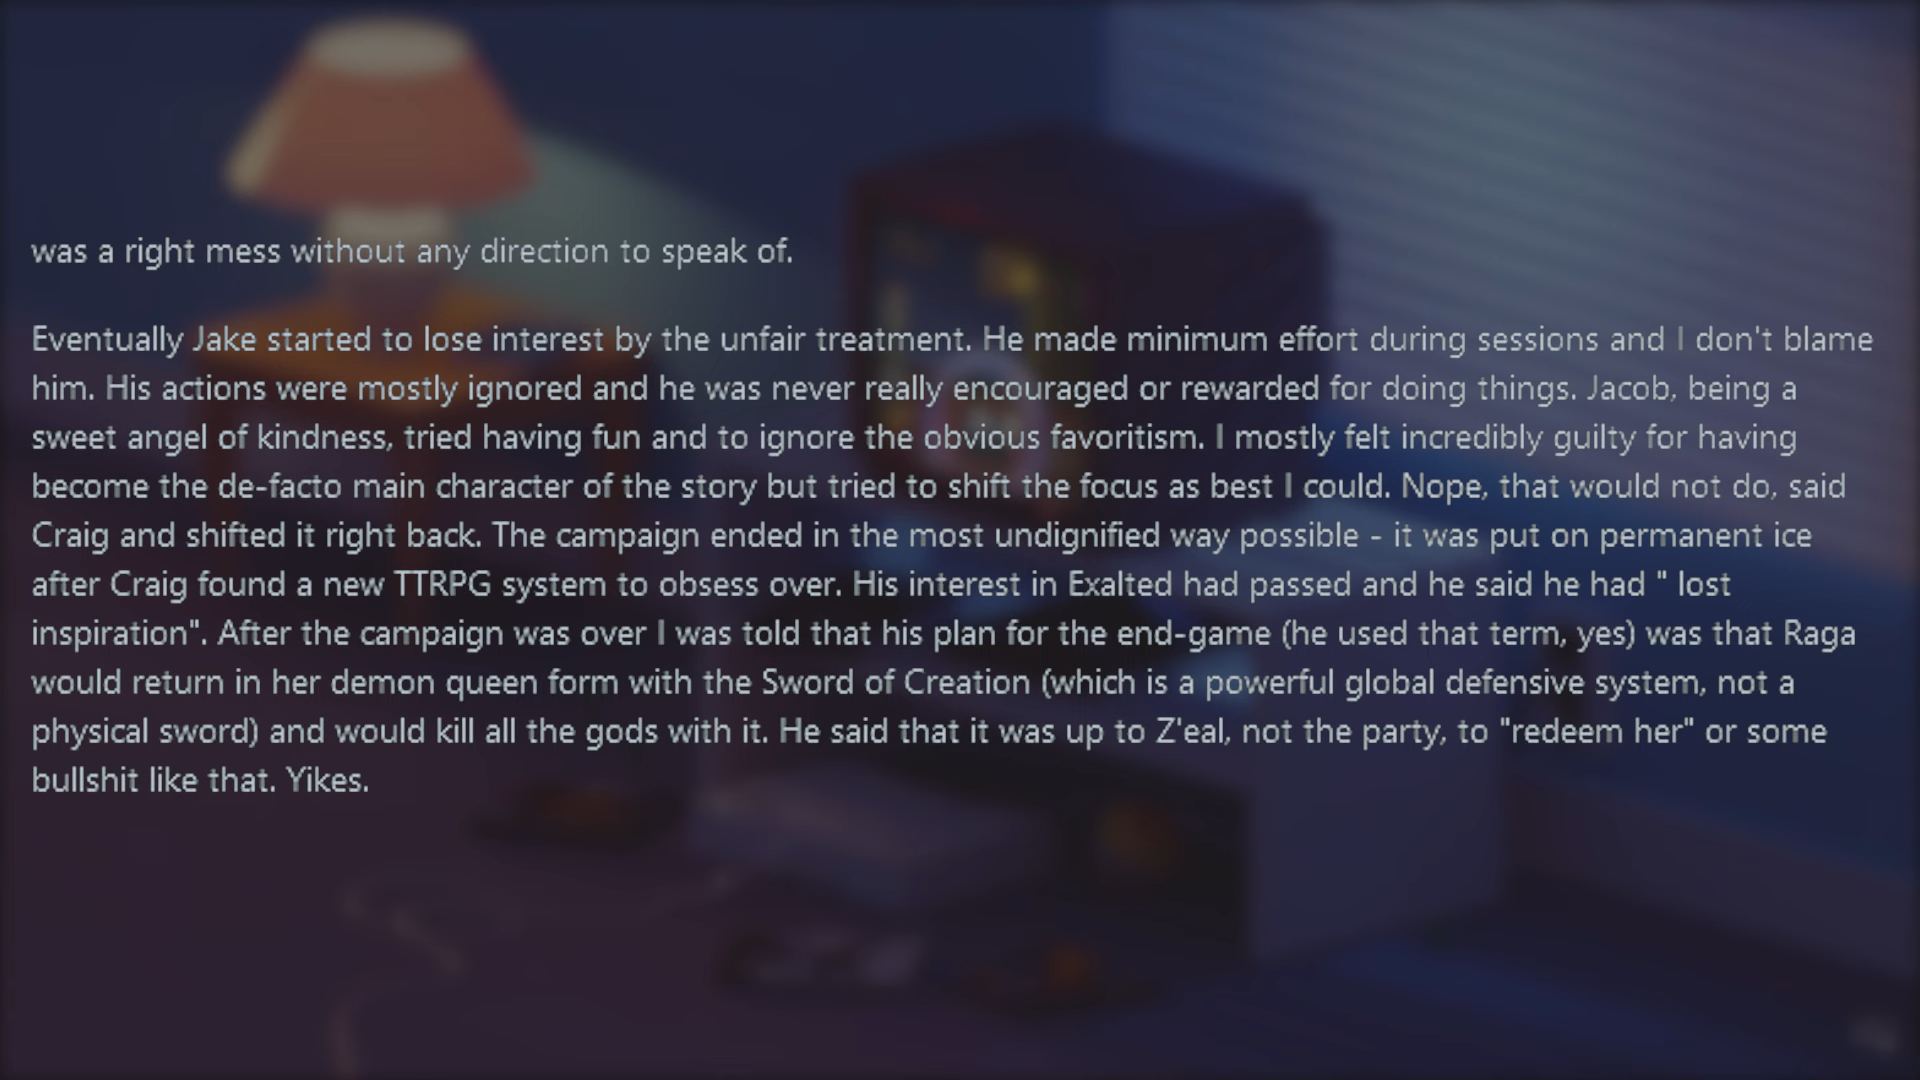 was a right mess without any direction to speak of.
Eventually Jake started to lose interest by the unfair treatment. He made minimum effort during sessions and I don't blame
him. His actions were mostly ignored and he was never really encouraged or rewarded for doing things. Jacob, being a
sweet angel of kindness, tried having fun and to ignore the obvious favoritism. I mostly felt incredibly guilty for having
become the de-facto main character of the story but tried to shift the focus as best I could. Nope, that would not do, said
Craig and shifted it right back. The campaign ended in the most undignified way possible - it was put on permanent ice
after Craig found a new TTRPG system to obsess over. His interest in Exalted had passed and he said he had " lost
inspiration". After the campaign was over I was told that his plan for the end-game (he used that term, yes) was that Raga
would return in her demon queen form with the Sword of Creation (which is a powerful global defensive system, not a
physical sword) and would kill all the gods with it. He said that it was up to Z'eal, not the party, to "redeem her" or some
bullshit like that. Yikes.